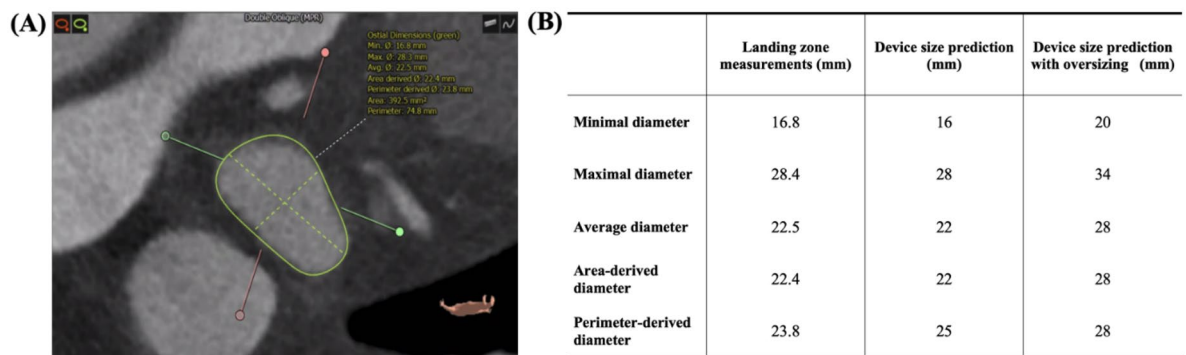 (A)
Double Oblique (MPR)
Ostial Dimensions (green)
Min. Ø: 16.8 mm
Max. Ø: 28.3 mm
Avg. Ø: 22.5 mm
Area derived Ø: 22.4 mm
Perimeter derived Ø: 23.8 mm
Area: 392.5 mm²
Perimeter: 74.8 mm
(B)
Landing zone measurements (mm) Device size prediction (mm) Device size prediction with oversizing (mm)
Minimal diameter 16.8 16 20
Maximal diameter 28.4 28 34
Average diameter 22.5 22 28
Area-derived diameter 22.4 22 28
Perimeter-derived diameter 23.8 25 28